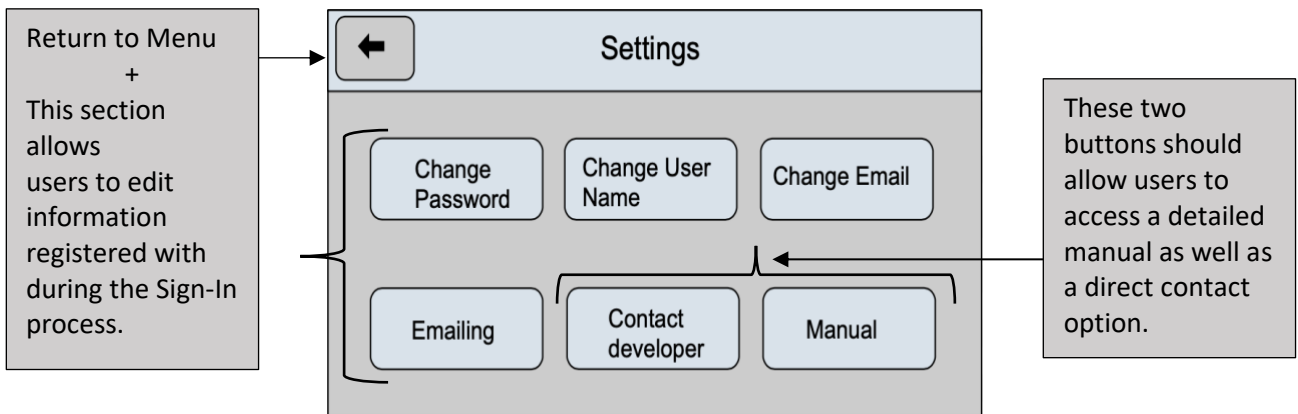 Return to Menu
+
This section
allows
users to edit
information
registered with
during the Sign-In
process.
Settings
Change
Password
Change User
Name
Change Email
Emailing
Contact
developer
Manual
These two
buttons should
allow users to
access a detailed
manual as well as
a direct contact
option.